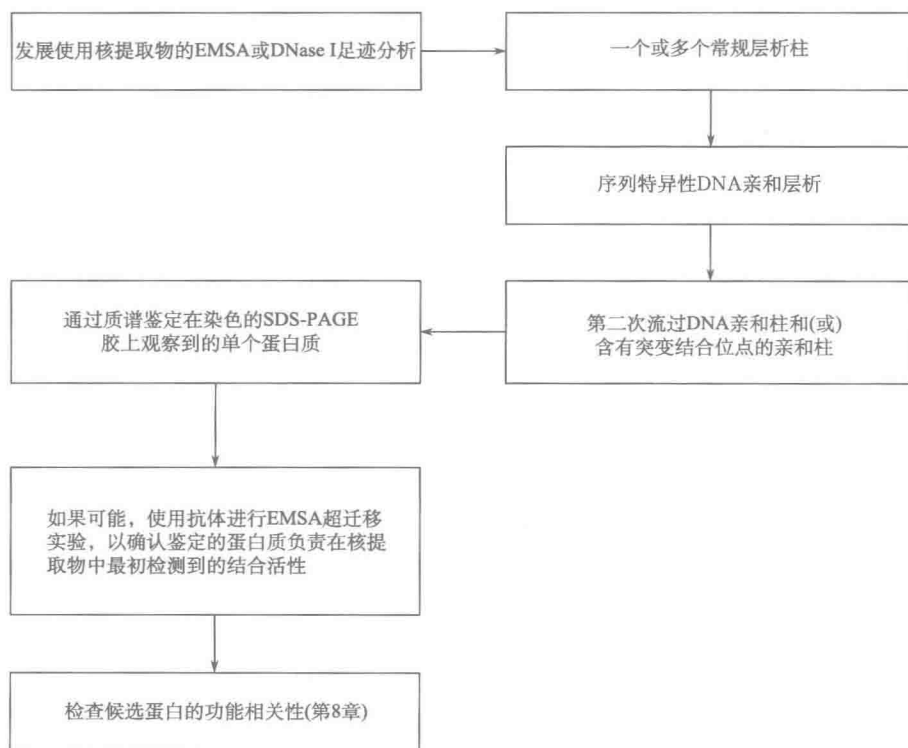 发展使用核提取物的EMSA或DNase I足迹分析
一个或多个常规层析柱
序列特异性DNA亲和层析
第二次流过DNA亲和柱和(或)
含有突变结合位点的亲和柱
通过质谱鉴定在染色的SDS-PAGE
胶上观察到的单个蛋白质
如果可能，使用抗体进行EMSA超迁移
实验，以确认鉴定的蛋白质负责在核提
取物中最初检测到的结合活性
检查候选蛋白的功能相关性(第8章)